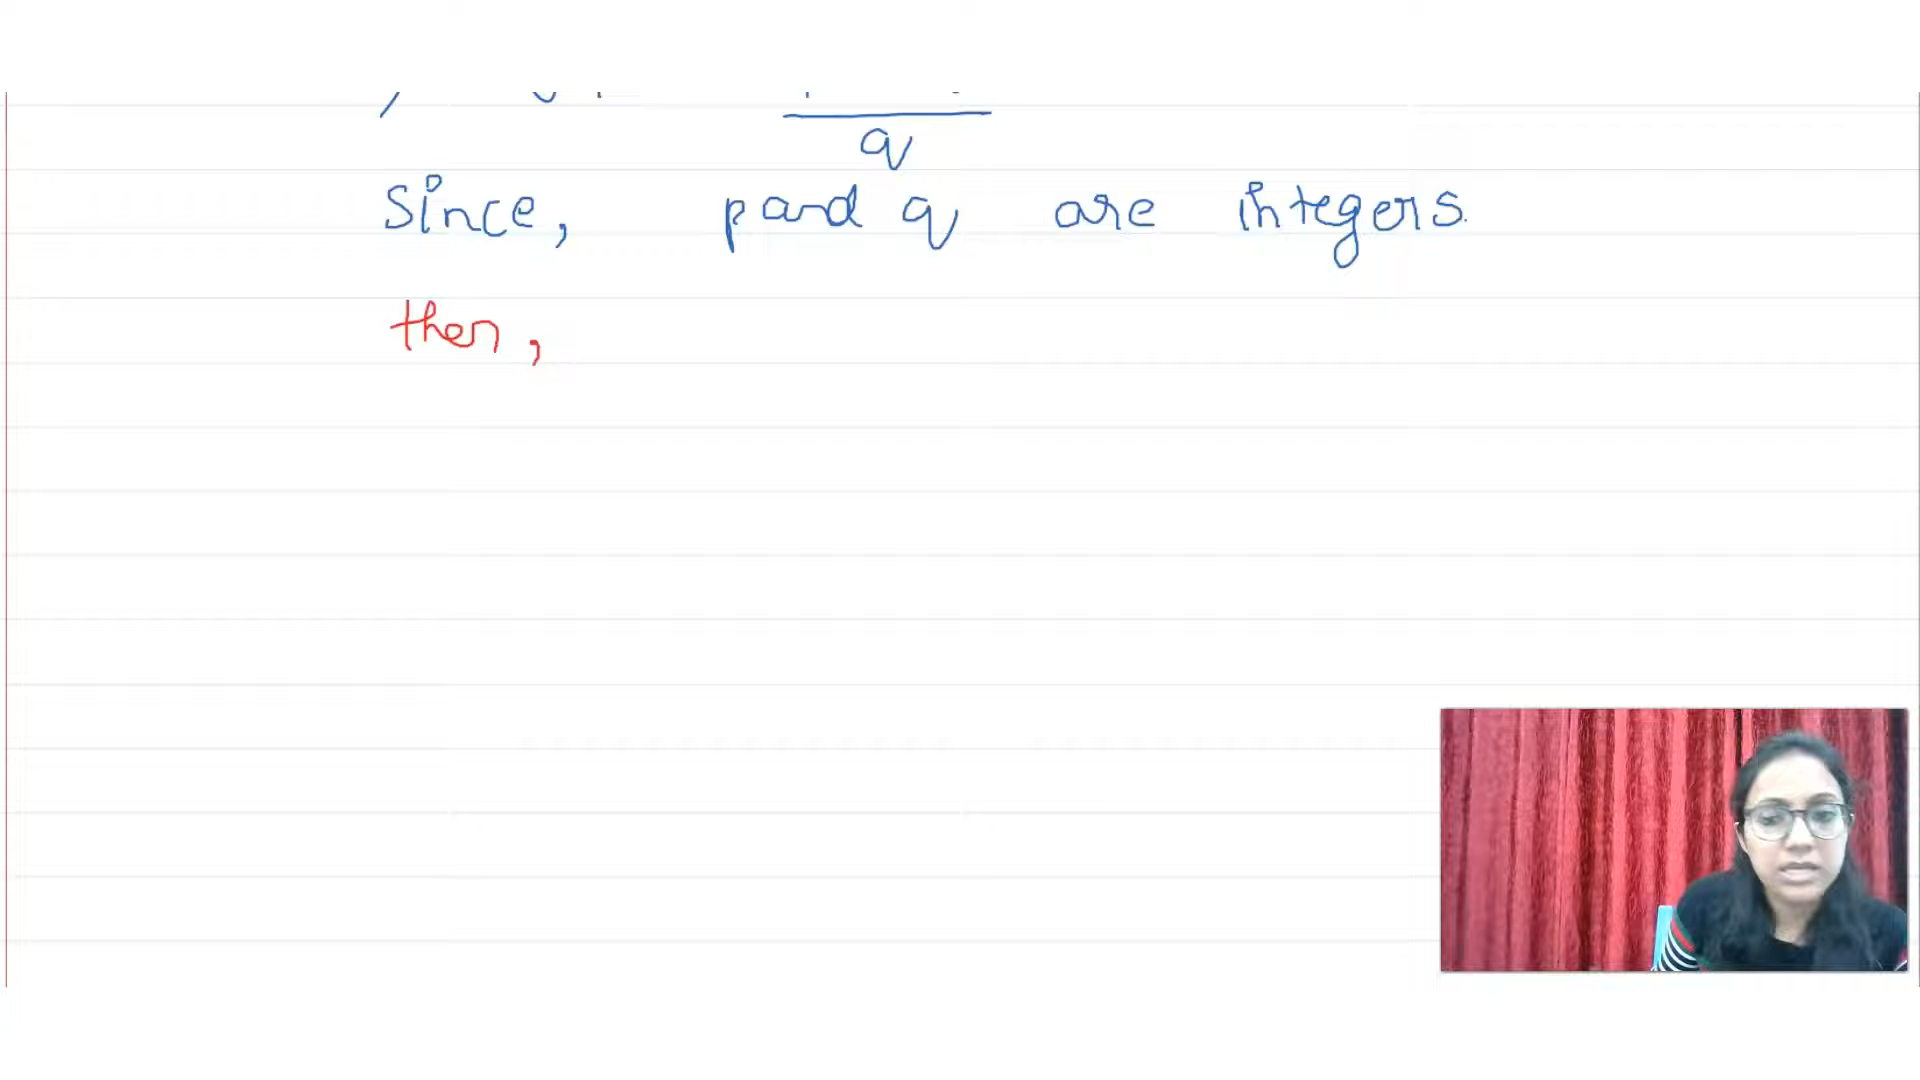 q
Since, p and q are integers.
then,